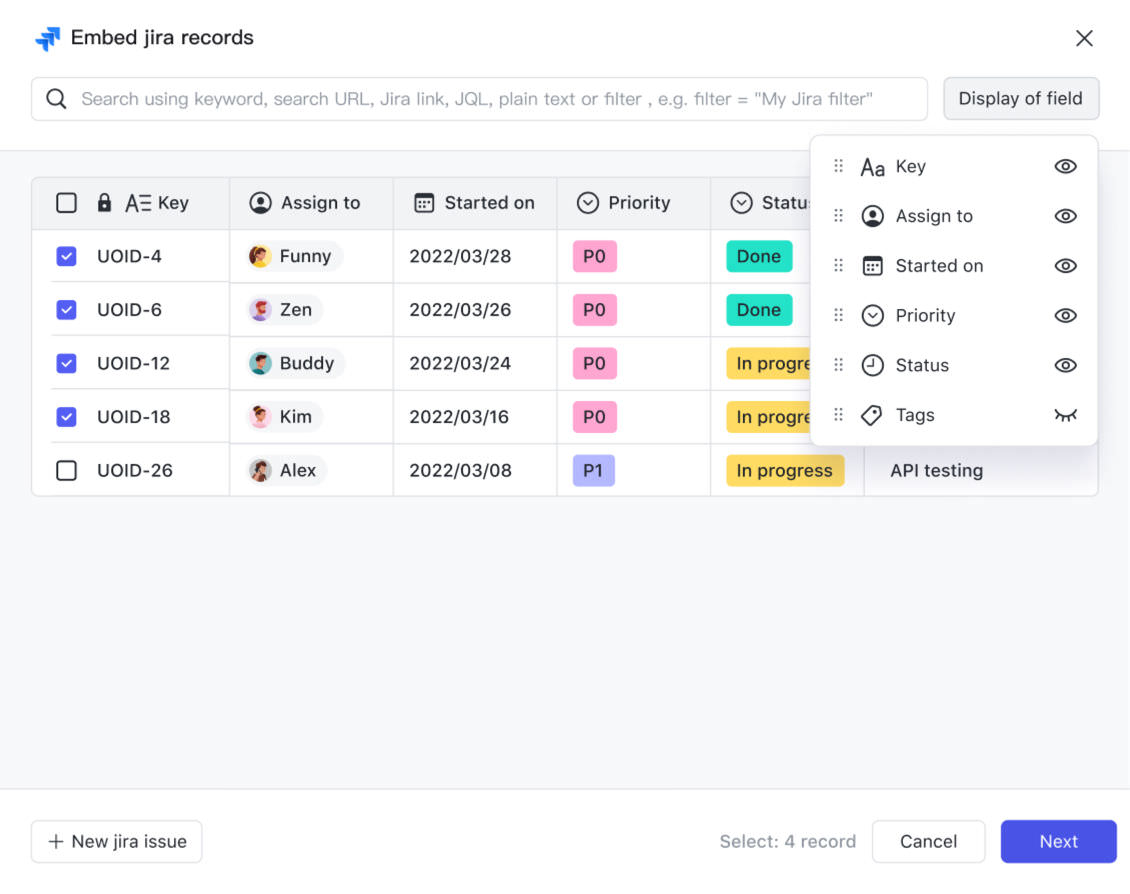 Embed jira records
Search using keyword, search URL, Jira link, JQL, plain text or filter , e.g. filter = "My Jira filter"
Display of field
Aa Key
Assign to
Started on
Priority
Status
Tags
Key Assign to Started on Priority
UOID-4 Funny 2022/03/28 P0 Done
UOID-6 Zen 2022/03/26 P0 Done
UOID-12 Buddy 2022/03/24 P0 In
UOID-18 Kim 2022/03/16 P0 In
UOID-26 Alex 2022/03/08 P1 In progress API testing
+ New jira issue
Select: 4 record
Cancel
Next